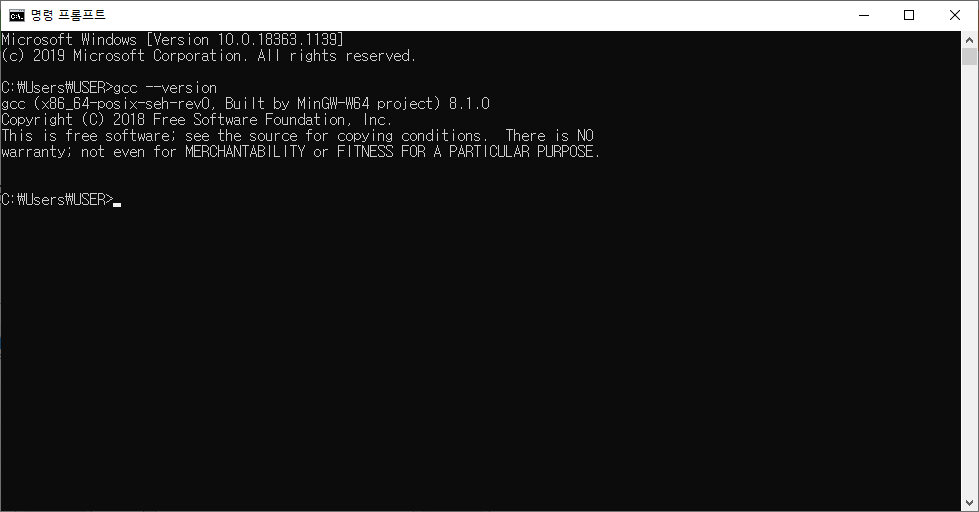 명령 프롬프트
Microsoft Windows [Version 10.0.18363.1139]
(c) 2019 Microsoft Corporation. All rights reserved.
C:₩Users₩USER>gcc --version
gcc (x86_64-posix-seh-rev0, Built by MinGW-W64 project) 8.1.0
Copyright (C) 2018 Free Software Foundation, Inc.
This is free software; see the source for copying conditions.  There is NO
warranty; not even for MERCHANTABILITY or FITNESS FOR A PARTICULAR PURPOSE.
C:₩Users₩USER>